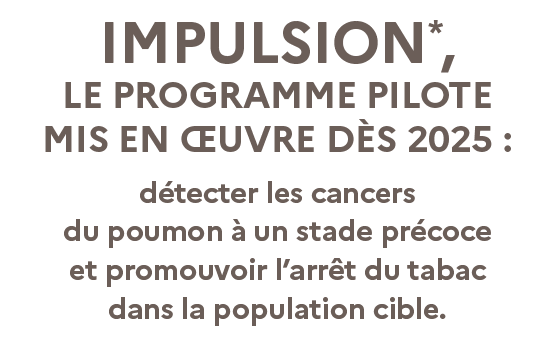 IMPULSION*,
LE PROGRAMME PILOTE
MIS EN ŒUVRE DÈS 2025 :
détecter les cancers
du poumon à un stade précoce
et promouvoir l’arrêt du tabac
dans la population cible.